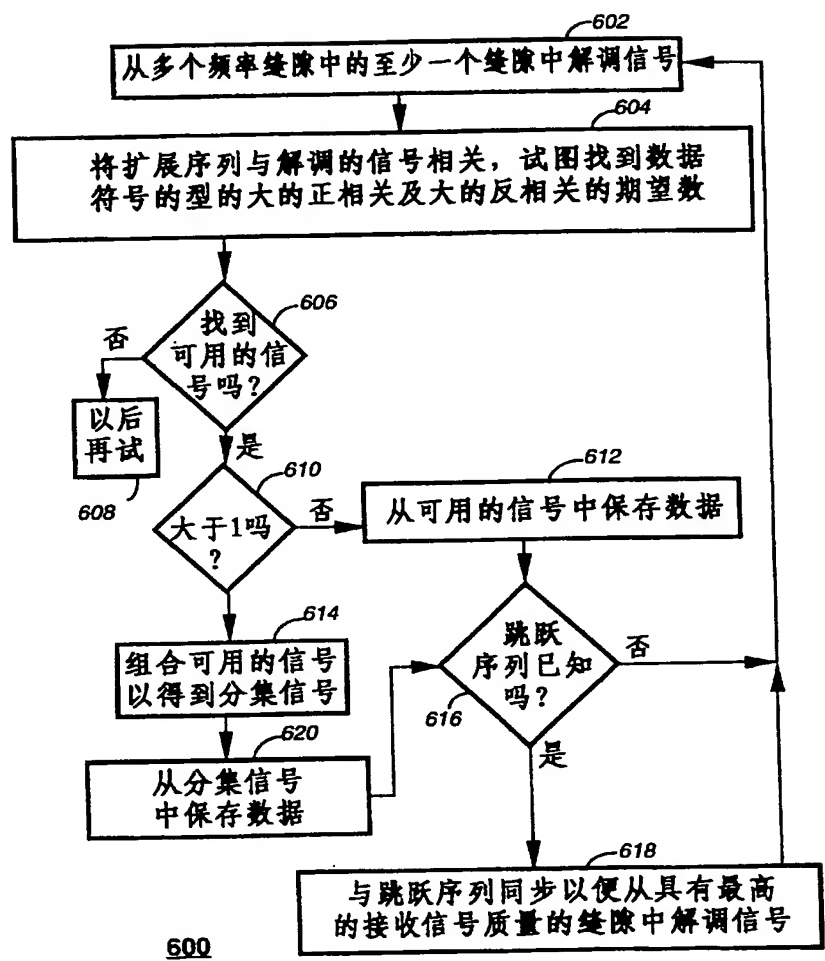 602
从多个频率缝隙中的至少一个缝隙中解调信号
604
将扩展序列与解调的信号相关，试图找到数据
符号的型的大的正相关及大的反相关的期望数
606
找到
可用的信
号吗？
否
以后
再试
608
是
610
大于1吗
？
否
612
从可用的信号中保存数据
614
组合可用的信号
以得到分集信号
跳跃
序列已知
吗？
否
616
620
从分集信号
中保存数据
是
618
与跳跃序列同步以便从具有最高
的接收信号质量的缝隙中解调信号
600